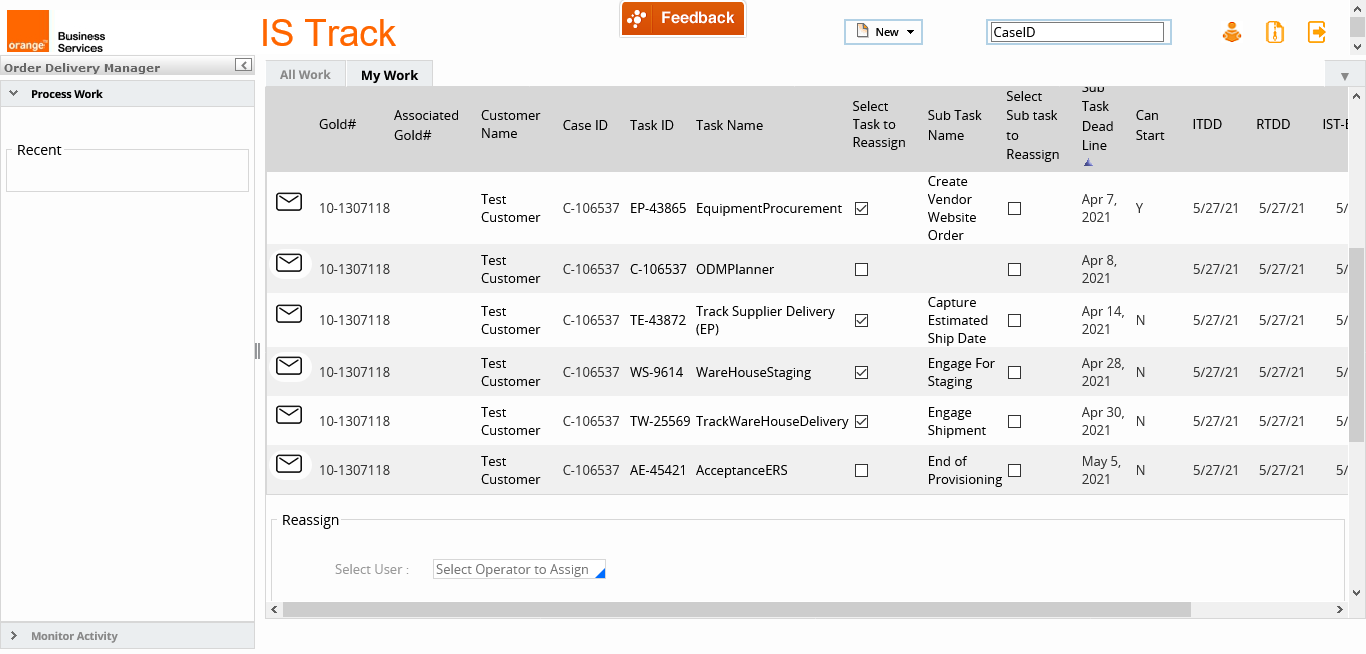 orange™
Business
Services
IS Track
Feedback
New
CaseID
Order Delivery Manager
Process Work
Recent
Monitor Activity
All Work
My Work
Gold#
Associated
Gold#
Customer
Name
Case ID
Task ID
Task Name
Select
Task to
Reassign
Sub Task
Name
Select
Sub task
to
Reassign
Sub
Task
Dead
Line
Can
Start
ITDD
RTDD
10-1307118
Test
Customer
C-106537
EP-43865
EquipmentProcurement
Create
Vendor
Website
Order
Apr 7,
2021
Y
5/27/21
5/27/21
5/
10-1307118
Test
Customer
C-106537
C-106537
ODMPlanner
Apr 8,
2021
5/27/21
5/27/21
5/
10-1307118
Test
Customer
C-106537
TE-43872
Track Supplier Delivery
(EP)
Capture
Estimated
Ship Date
Apr 14,
2021
N
5/27/21
5/27/21
5/
10-1307118
Test
Customer
C-106537
WS-9614
WareHouseStaging
Engage For
Staging
Apr 28,
2021
N
5/27/21
5/27/21
5/
10-1307118
Test
Customer
C-106537
TW-25569
TrackWareHouseDelivery
Engage
Shipment
Apr 30,
2021
N
5/27/21
5/27/21
5/
10-1307118
Test
Customer
C-106537
AE-45421
AcceptanceERS
End of
Provisioning
May 5,
2021
N
5/27/21
5/27/21
5/
Reassign
Select User :
Select Operator to Assign